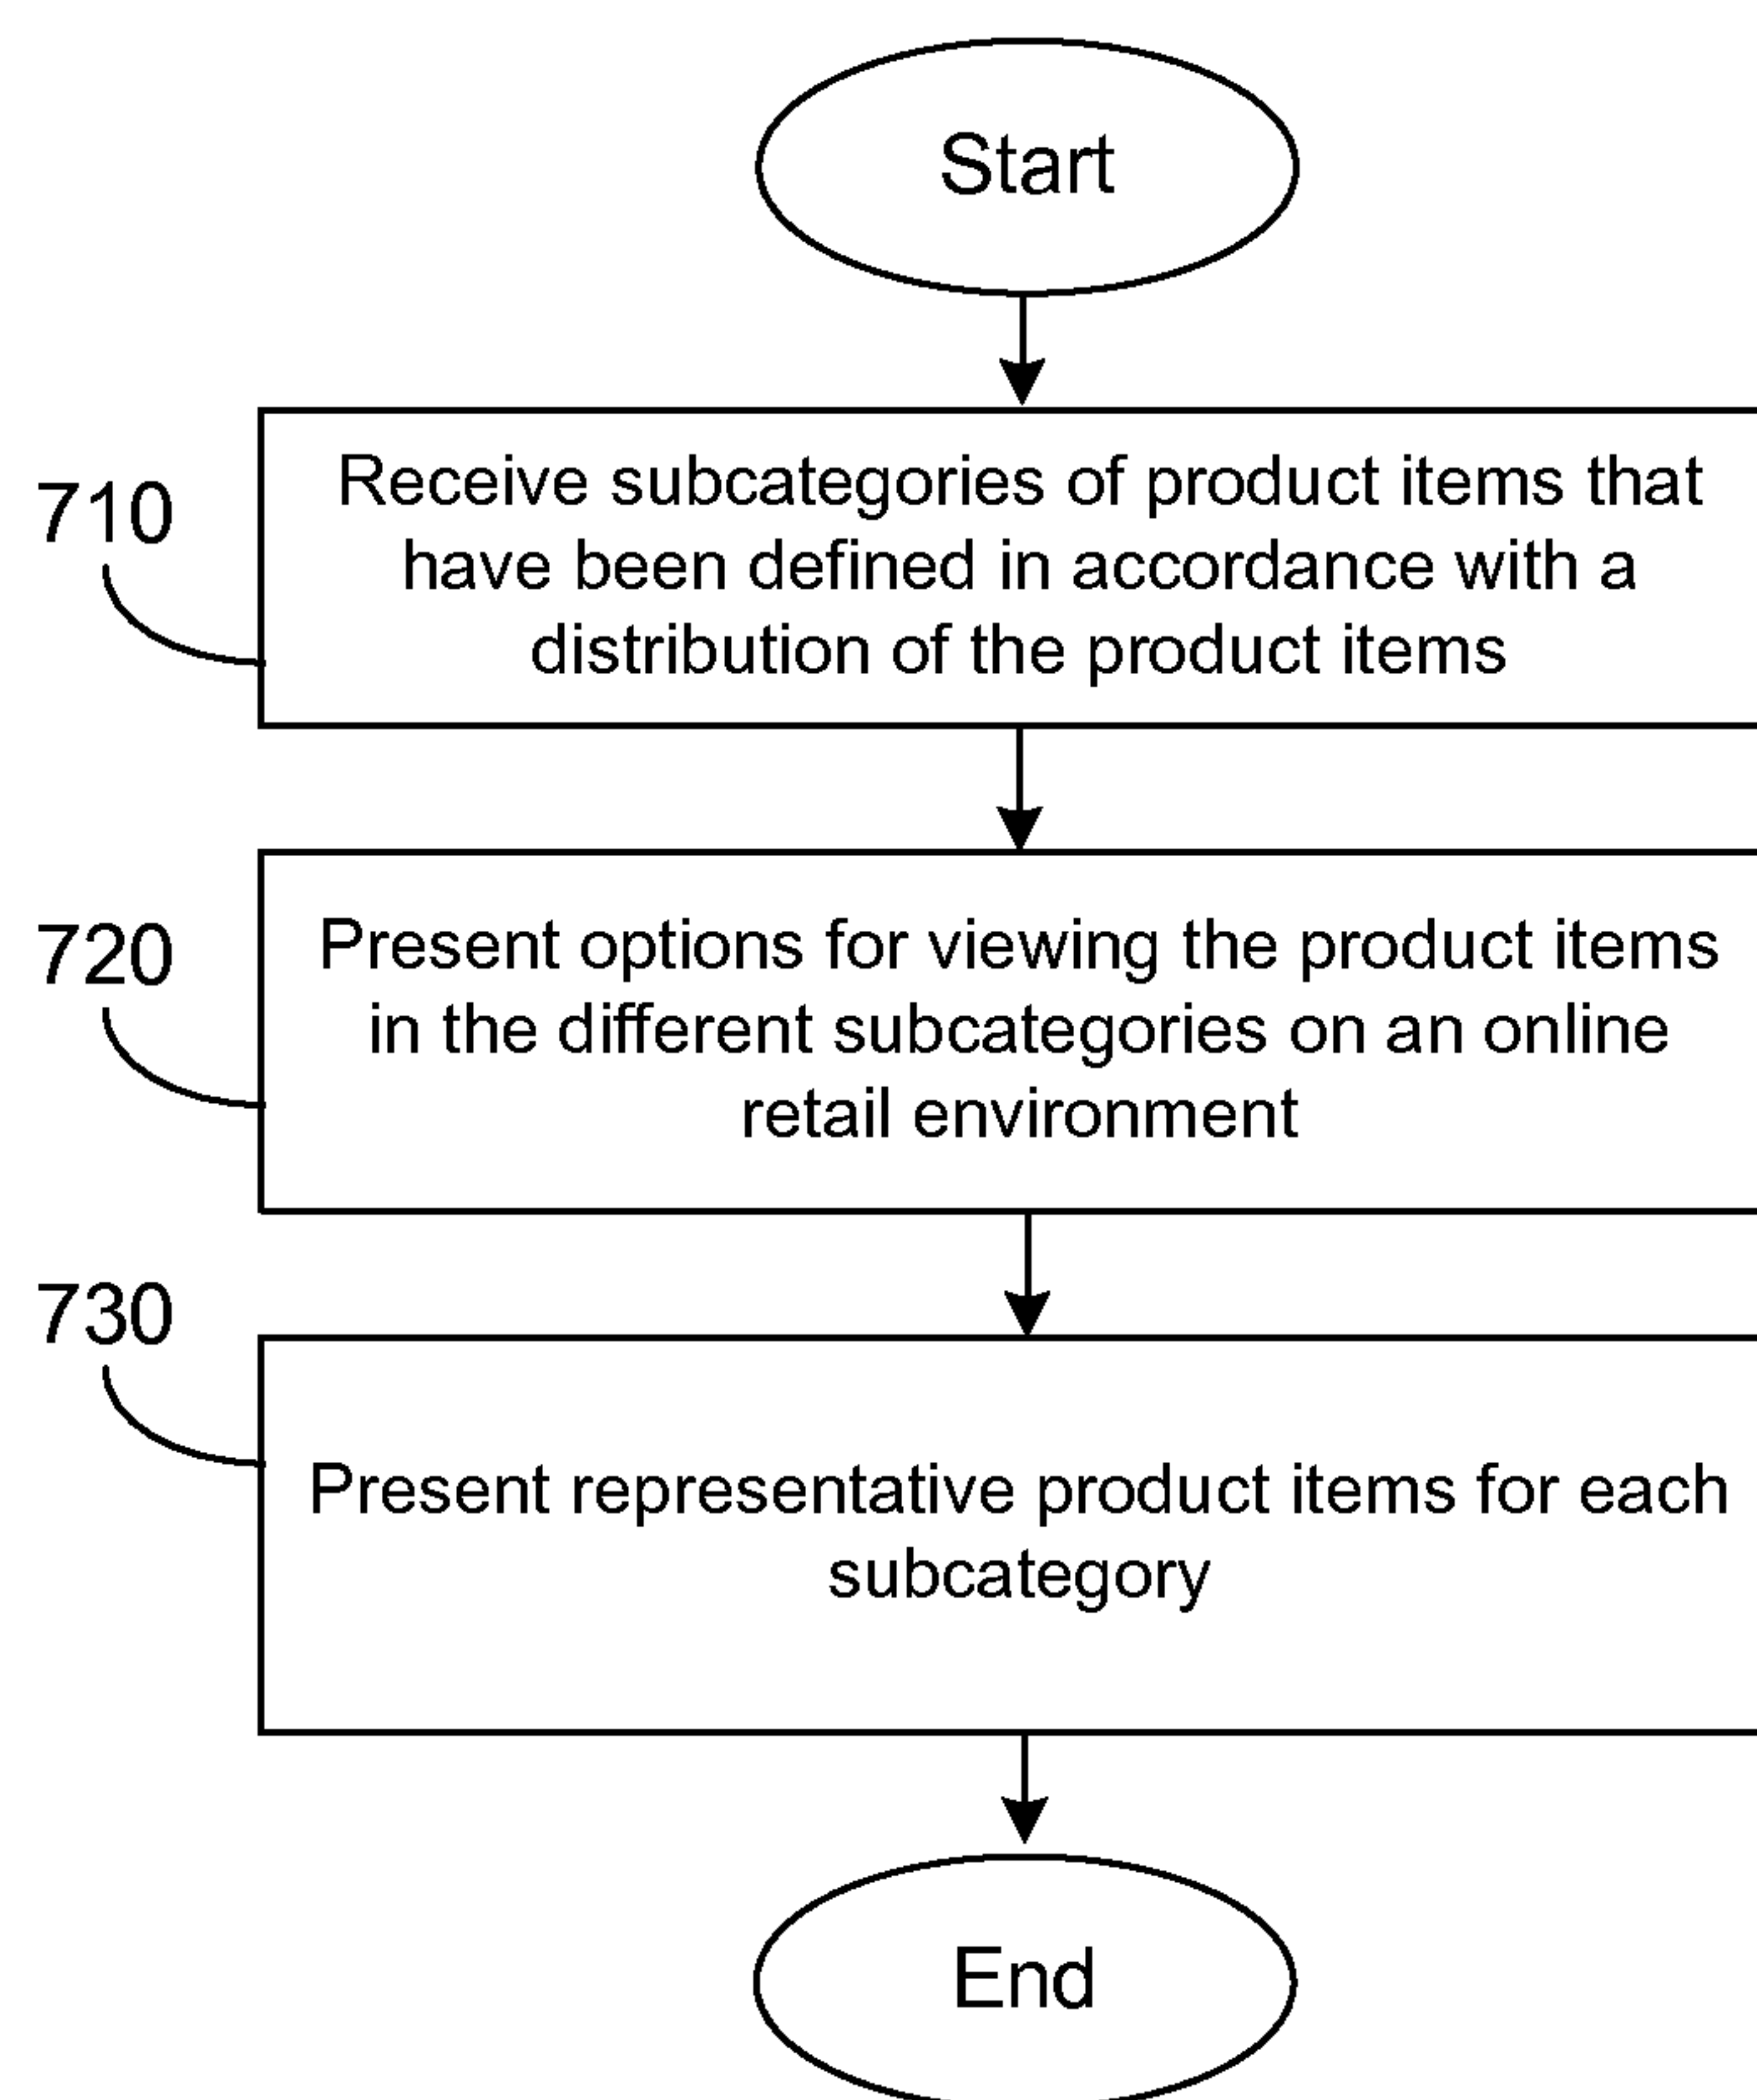 Start
710
Receive subcategories of product items that
have been defined in accordance with a
distribution of the product items
720
Present options for viewing the product items
in the different subcategories on an online
retail environment
730
Present representative product items for each
subcategory
End